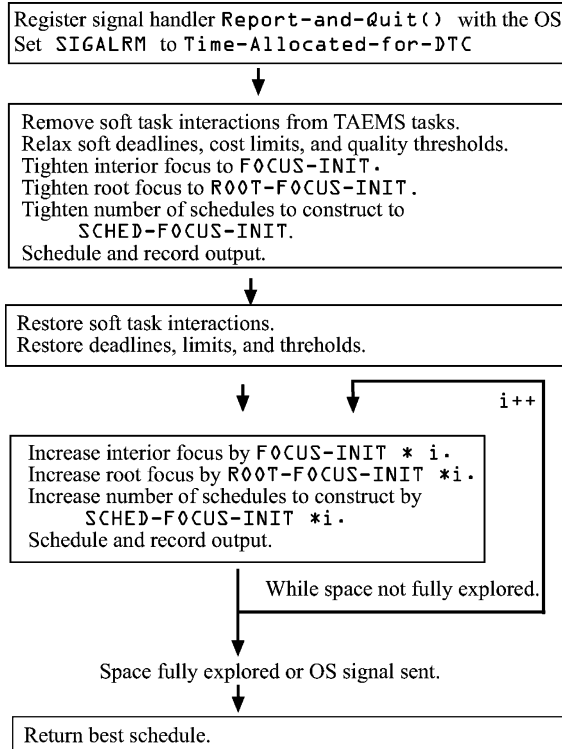 Register signal handler Report-and-Quit() with the OS
Set SIGALRM to Time-Allocated-for-DTC
Remove soft task interactions from TAEMS tasks.
Relax soft deadlines, cost limits, and quality thresholds.
Tighten interior focus to FOCUS-INIT.
Tighten root focus to ROOT-FOCUS-INIT.
Tighten number of schedules to construct to
SCHED-FOCUS-INIT.
Schedule and record output.
Restore soft task interactions.
Restore deadlines, limits, and threholds.
i++
Increase interior focus by FOCUS-INIT * i.
Increase root focus by ROOT-FOCUS-INIT *i.
Increase number of schedules to construct by
SCHED-FOCUS-INIT *i.
Schedule and record output.
While space not fully explored.
Space fully explored or OS signal sent.
Return best schedule.